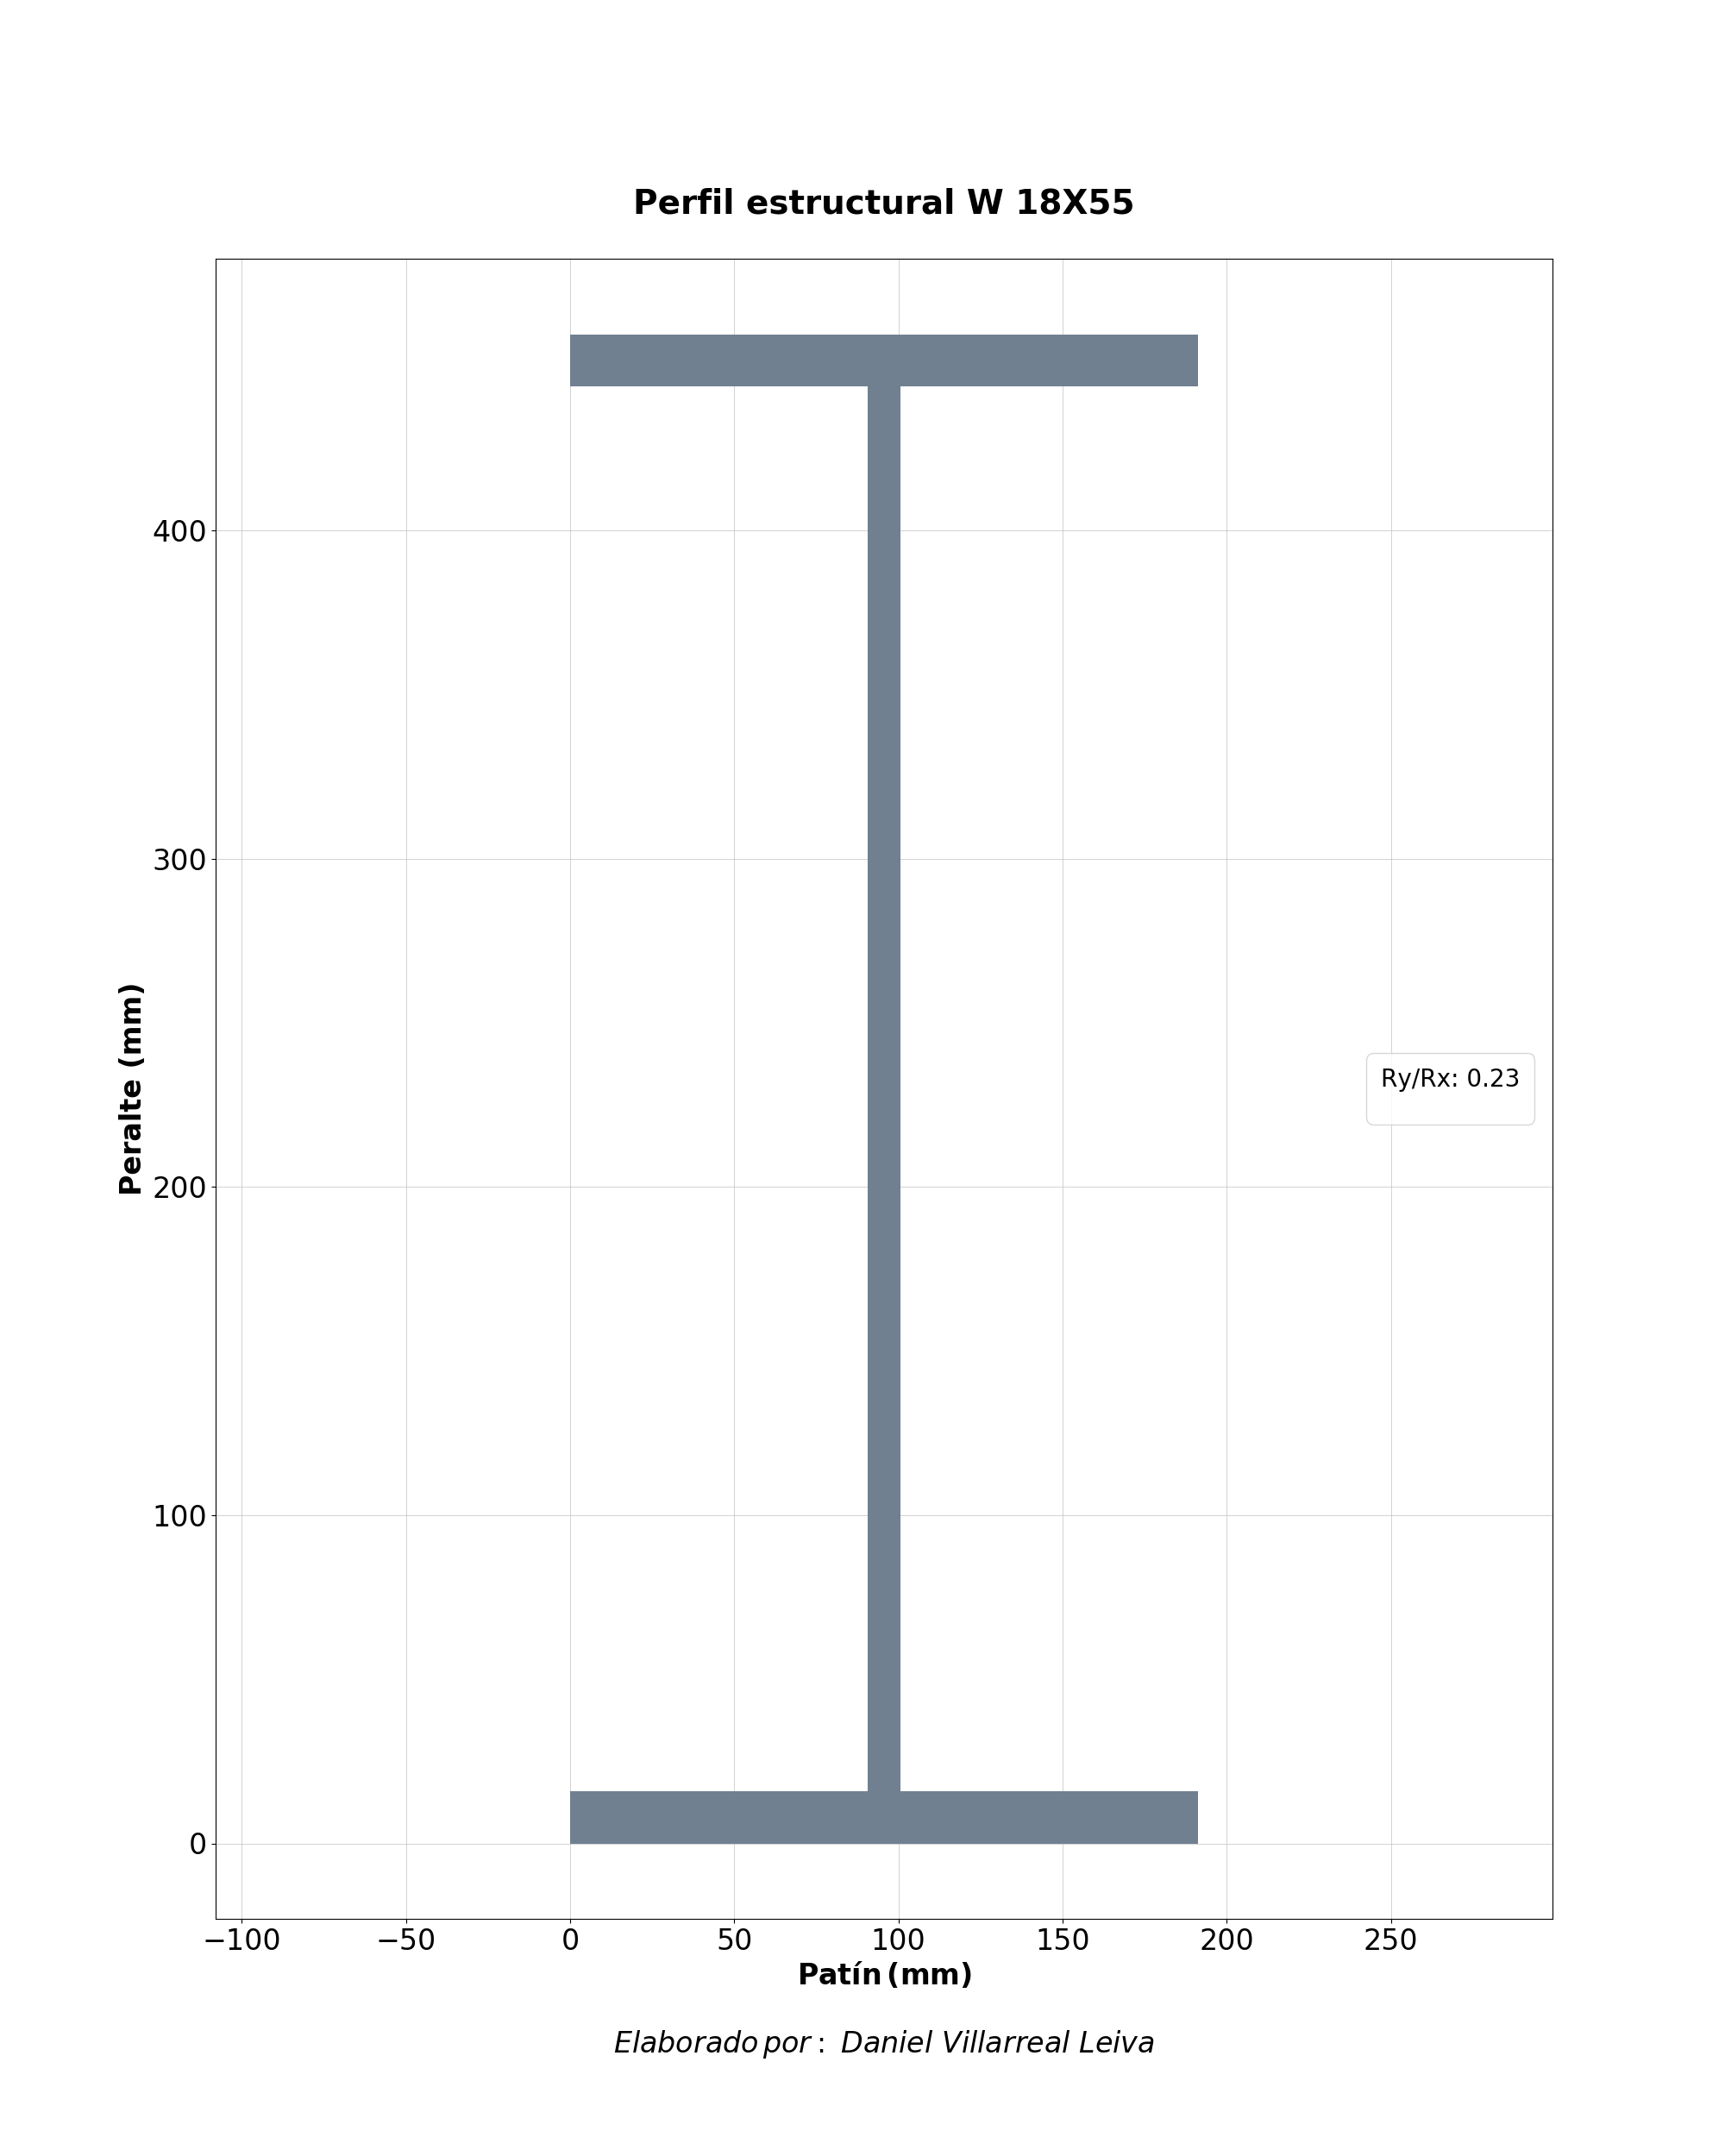 Perfil estructural W 18X55
Peralte (mm)
400
300
200
100
0
Ry/Rx: 0.23
−100 −50 0 50 100 150 200 250
Patín (mm)
Elaborado por: Daniel Villarreal Leiva